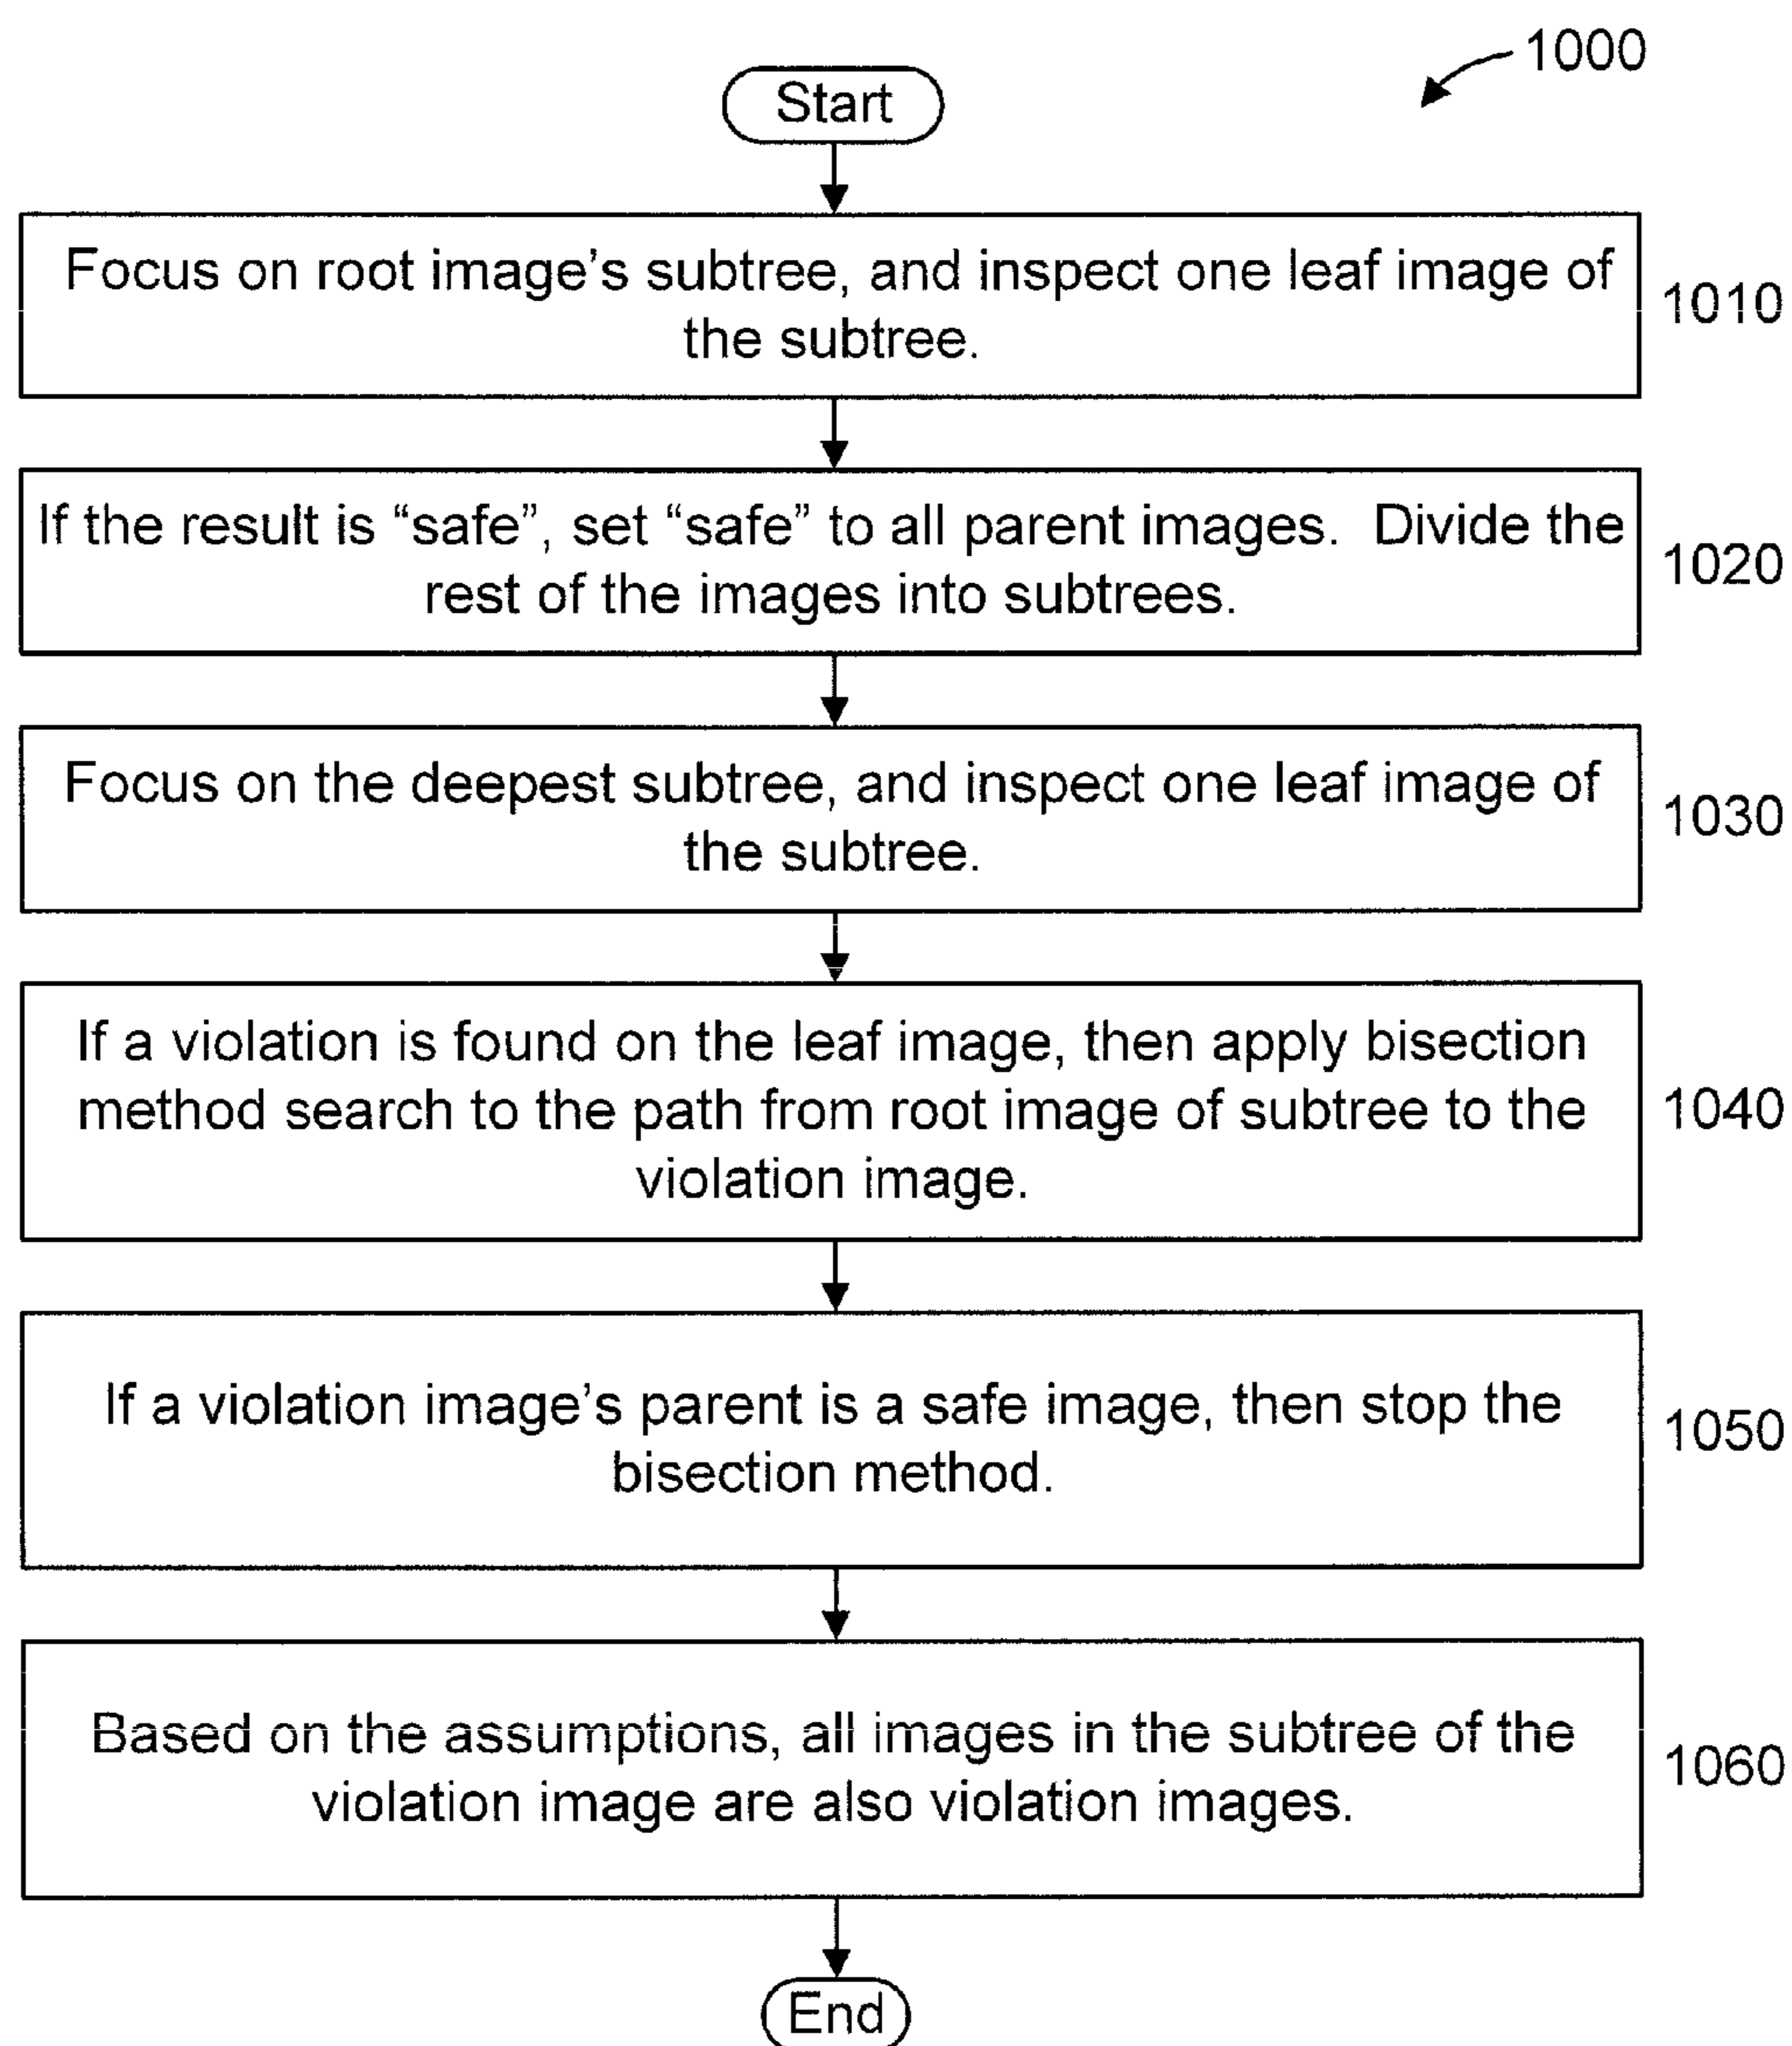 1000
Start
Focus on root image's subtree, and inspect one leaf image of
the subtree.
1010
If the result is “safe”, set “safe” to all parent images.  Divide the
rest of the images into subtrees.
1020
Focus on the deepest subtree, and inspect one leaf image of
the subtree.
1030
If a violation is found on the leaf image, then apply bisection
method search to the path from root image of subtree to the
violation image.
1040
If a violation image's parent is a safe image, then stop the
bisection method.
1050
Based on the assumptions, all images in the subtree of the
violation image are also violation images.
1060
End